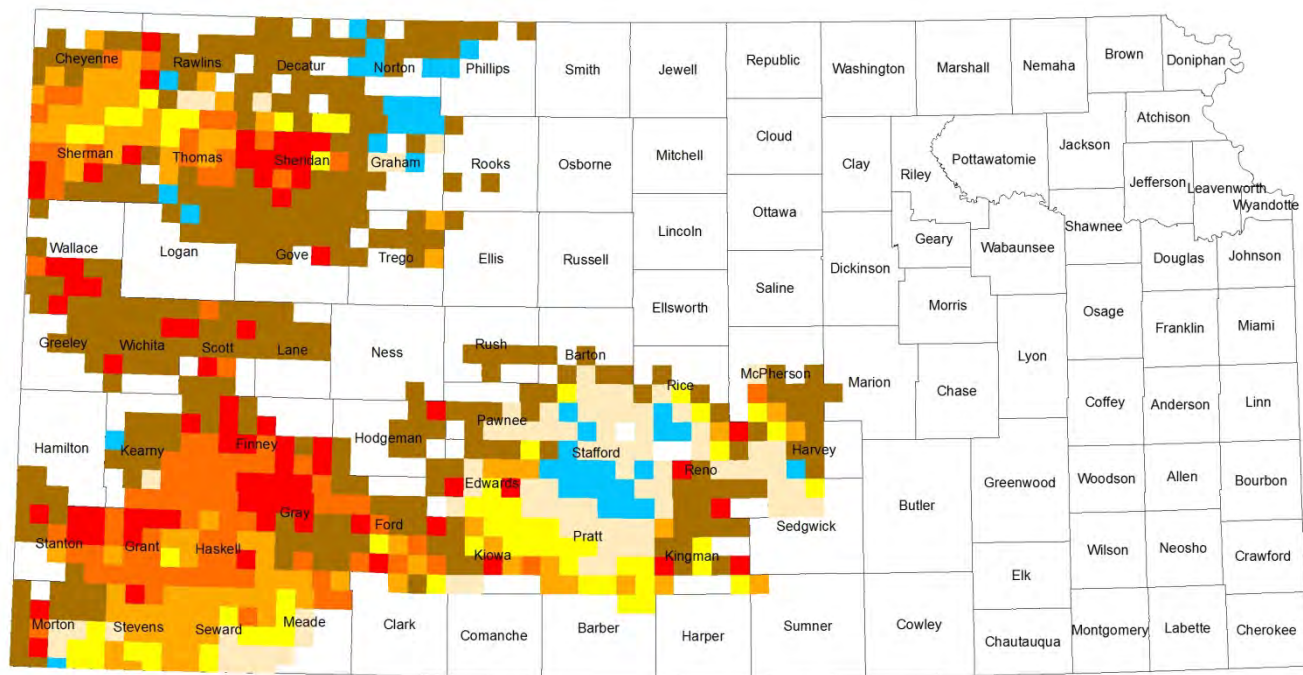 Cheyenne
Rawlins
Decatur
Norton
Phillips
Smith
Jewell
Republic
Washington
Marshall
Nemaha
Brown
Doniphan
Sherman
Thomas
Sheridan
Graham
Rooks
Osborne
Mitchell
Cloud
Clay
Riley
Pottawatomie
Jackson
Atchison
Jefferson
Leavenworth
Wyandotte
Wallace
Logan
Gove
Trego
Ellis
Russell
Lincoln
Ottawa
Saline
Dickinson
Geary
Wabaunsee
Shawnee
Douglas
Johnson
Greeley
Wichita
Scott
Lane
Ness
Rush
Barton
Ellsworth
Morris
Osage
Franklin
Miami
Rice
McPherson
Marion
Chase
Lyon
Coffey
Anderson
Linn
Hamilton
Kearny
Finney
Hodgeman
Pawnee
Stafford
Reno
Harvey
Edwards
Gray
Ford
Stanton
Grant
Haskell
Kiowa
Pratt
Kingman
Sedgwick
Butler
Greenwood
Woodson
Allen
Bourbon
Wilson
Neosho
Crawford
Elk
Morton
Stevens
Seward
Meade
Clark
Comanche
Barber
Harper
Sumner
Cowley
Chautauqua
Montgomery
Labette
Cherokee